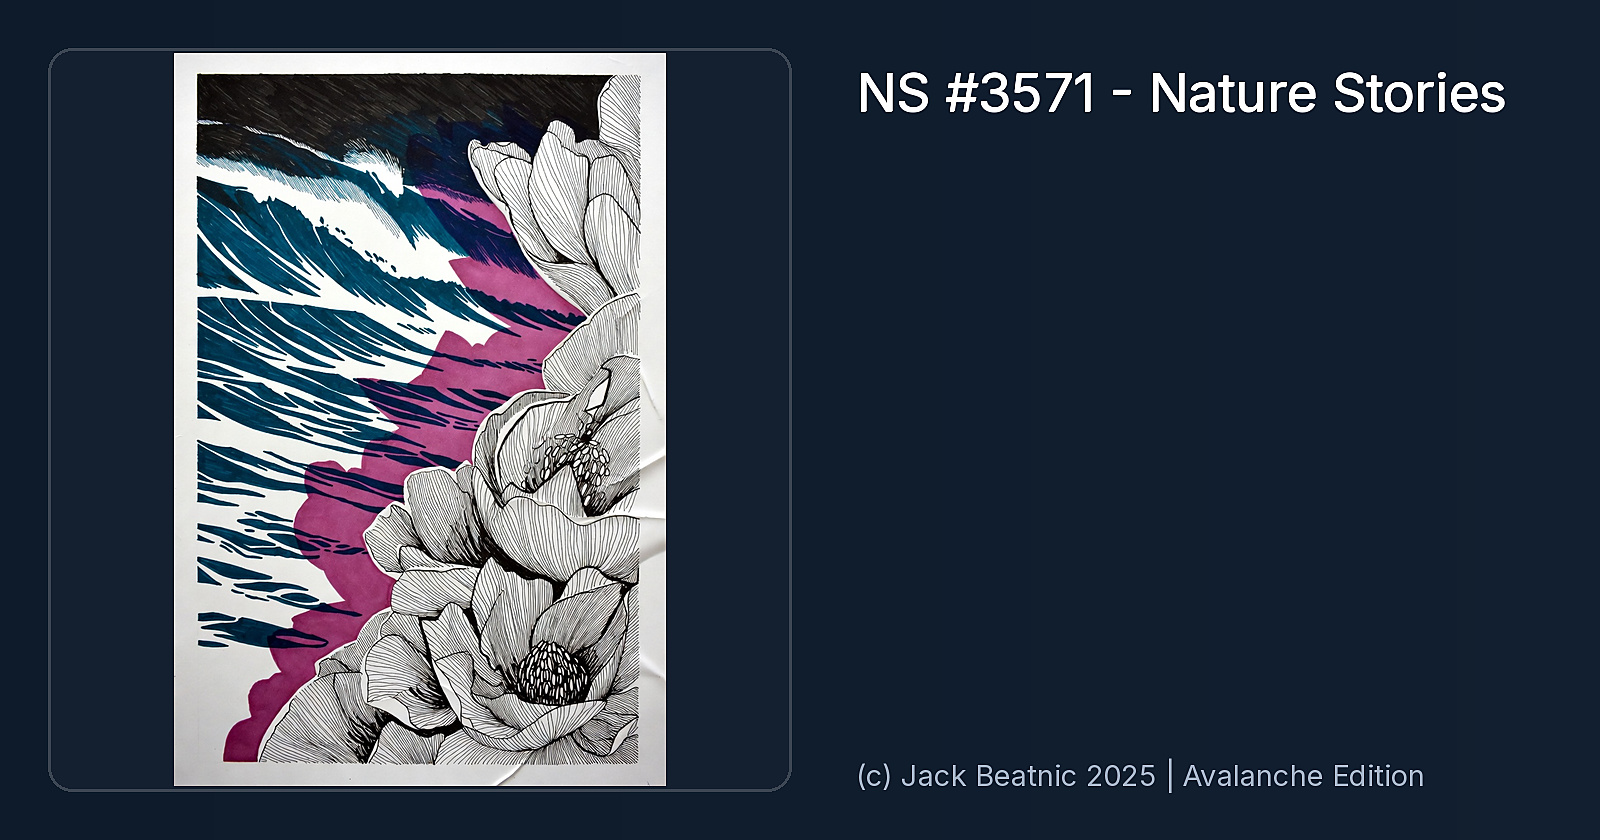 NS #3571 - Nature Stories
(c) Jack Beatnic 2025 | Avalanche Edition